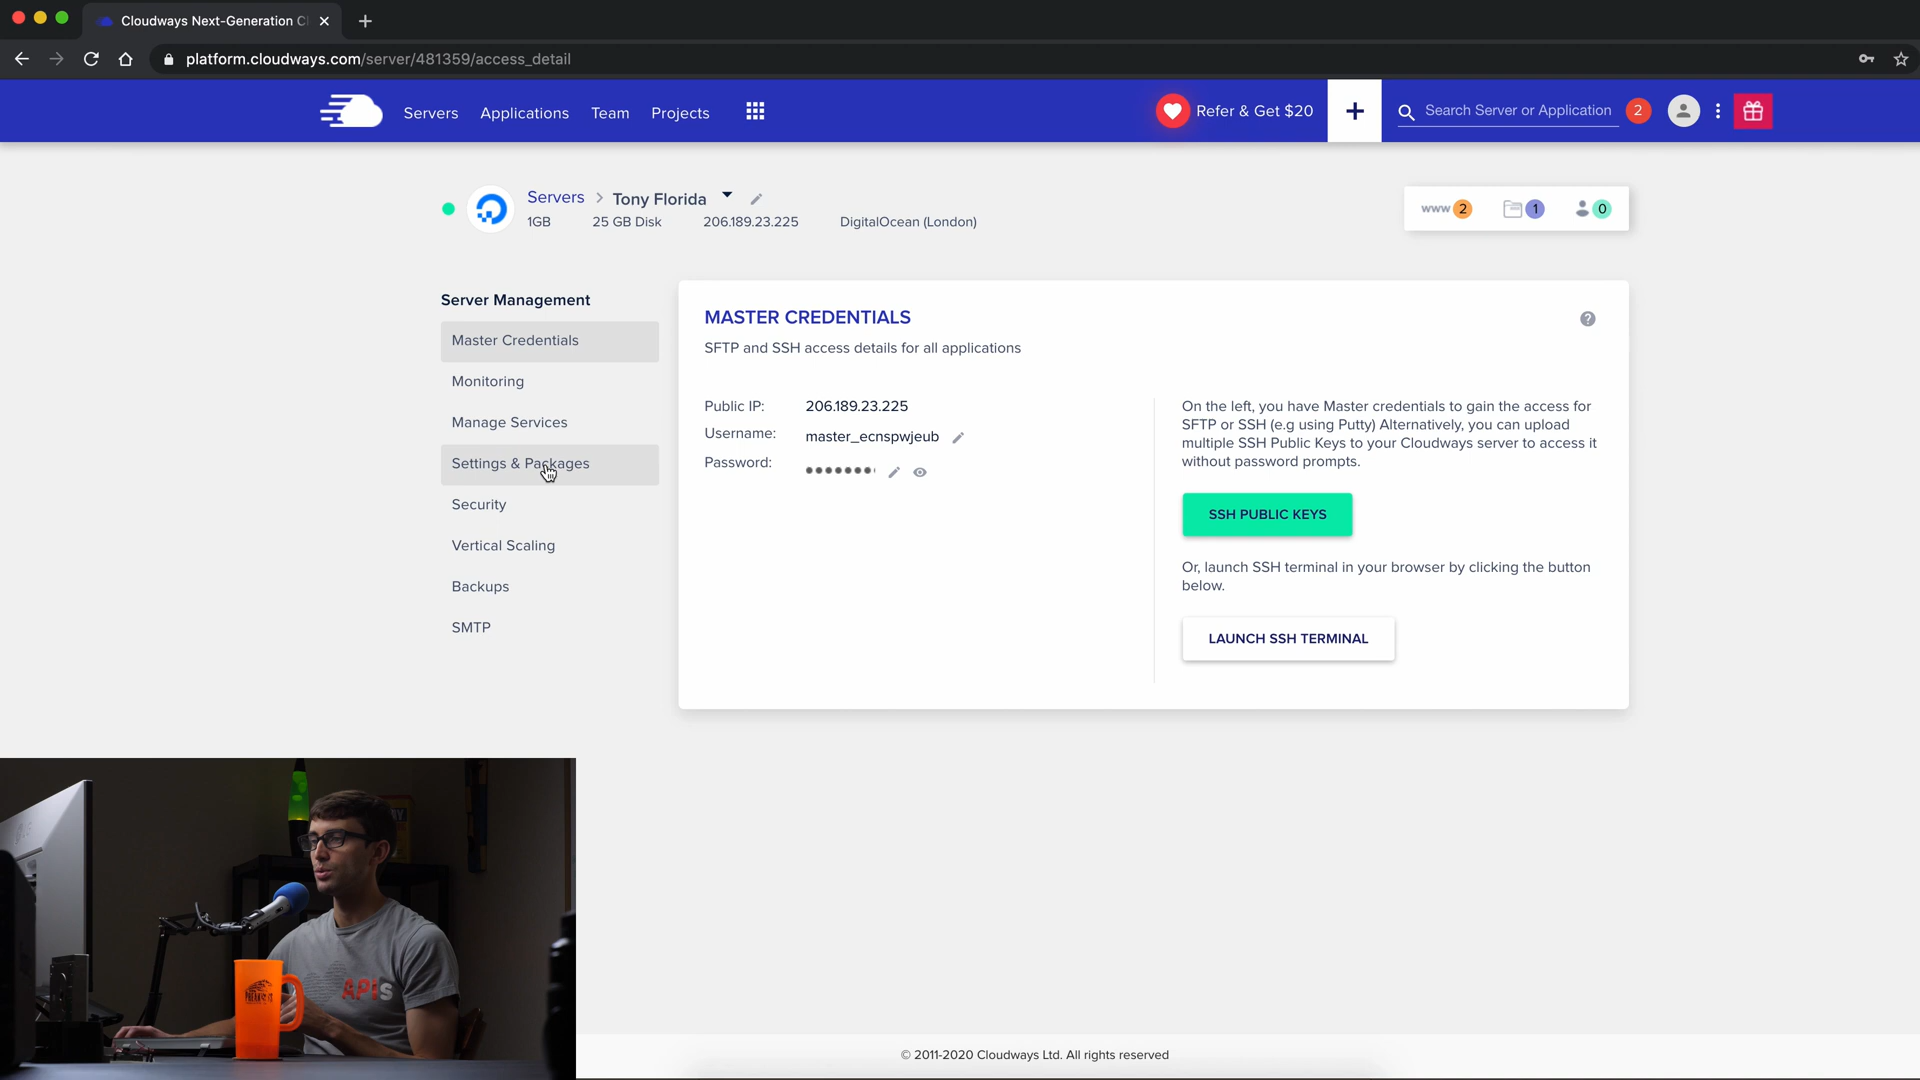 Cloudways Next-Generation Cl
platform.cloudways.com/server/481359/access_detail
Servers
Applications
Team
Projects
Refer & Get $20
+
Search Server or Application
2
Servers > Tony Florida
1GB
25 GB Disk
206.189.23.225
DigitalOcean (London)
www 2
1
0
Server Management
Master Credentials
Monitoring
Manage Services
Settings & Packages
Security
Vertical Scaling
Backups
SMTP
MASTER CREDENTIALS
SFTP and SSH access details for all applications
Public IP: 206.189.23.225
Username: master_ecnspwjeub
Password: •••••••
On the left, you have Master credentials to gain the access for
SFTP or SSH (e.g using Putty) Alternatively, you can upload
multiple SSH Public Keys to your Cloudways server to access it
without password prompts.
SSH PUBLIC KEYS
Or, launch SSH terminal in your browser by clicking the button
below.
LAUNCH SSH TERMINAL
APIs
© 2011-2020 Cloudways Ltd. All rights reserved